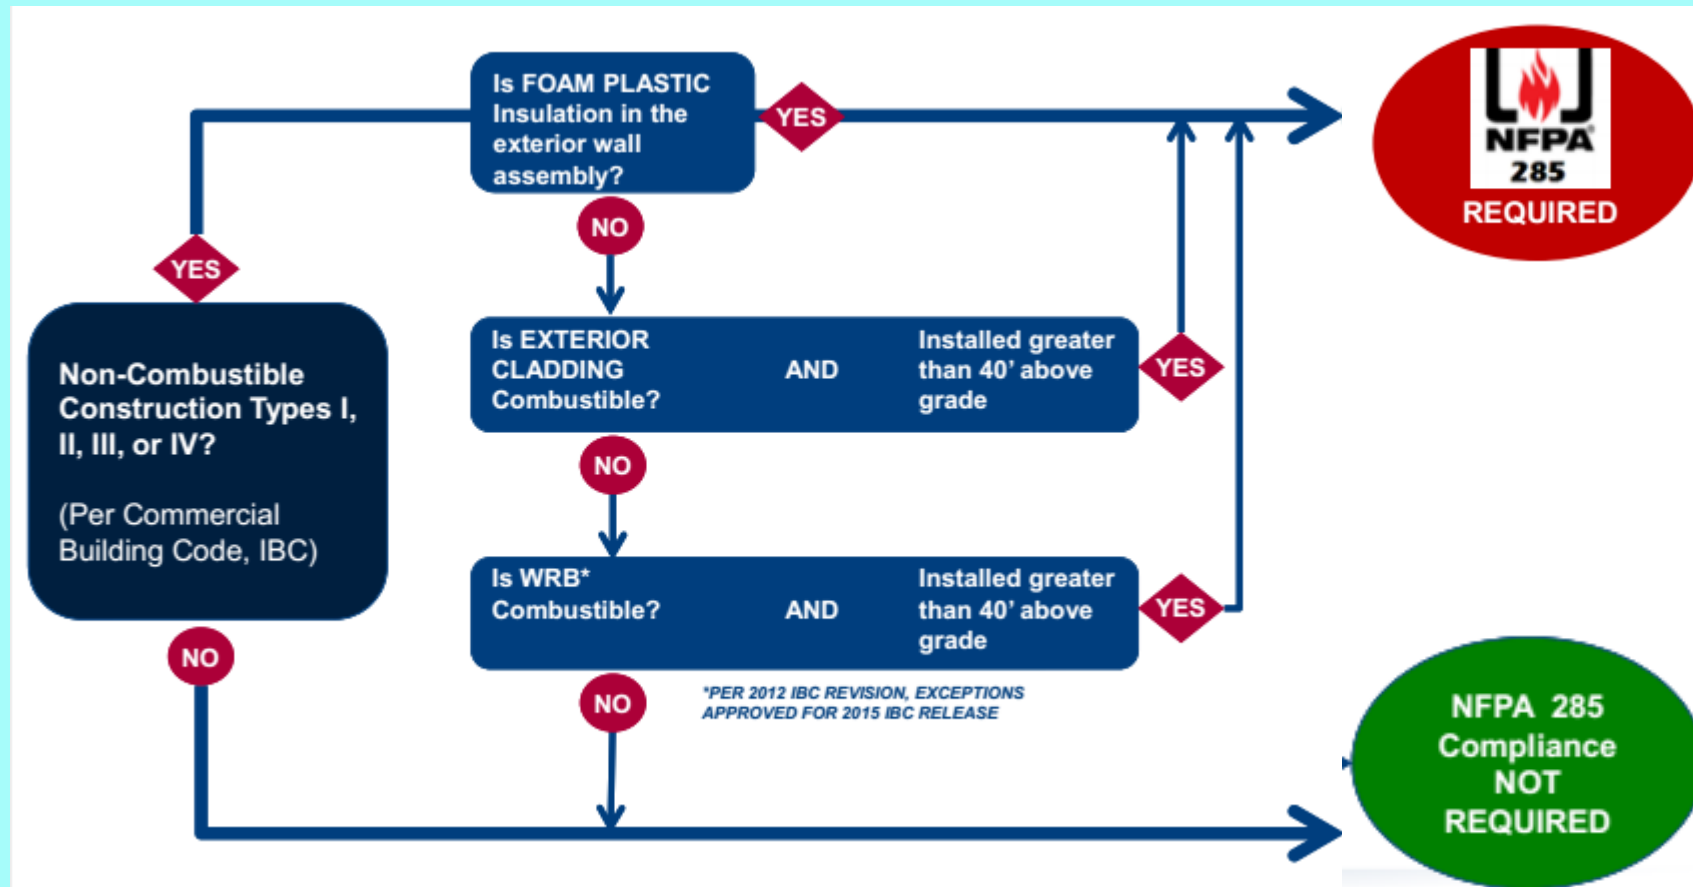 Is FOAM PLASTIC
Insulation in the
exterior wall
assembly?
YES
NFPA®
285
REQUIRED
NO
YES
Non-Combustible
Construction Types I,
II, III, or IV?
(Per Commercial
Building Code, IBC)
NO
Is EXTERIOR
CLADDING
Combustible?
AND
Installed greater
than 40’ above
grade
YES
NO
Is WRB*
Combustible?
AND
Installed greater
than 40’ above
grade
YES
NO
*PER 2012 IBC REVISION, EXCEPTIONS
APPROVED FOR 2015 IBC RELEASE
NFPA 285
Compliance
NOT
REQUIRED